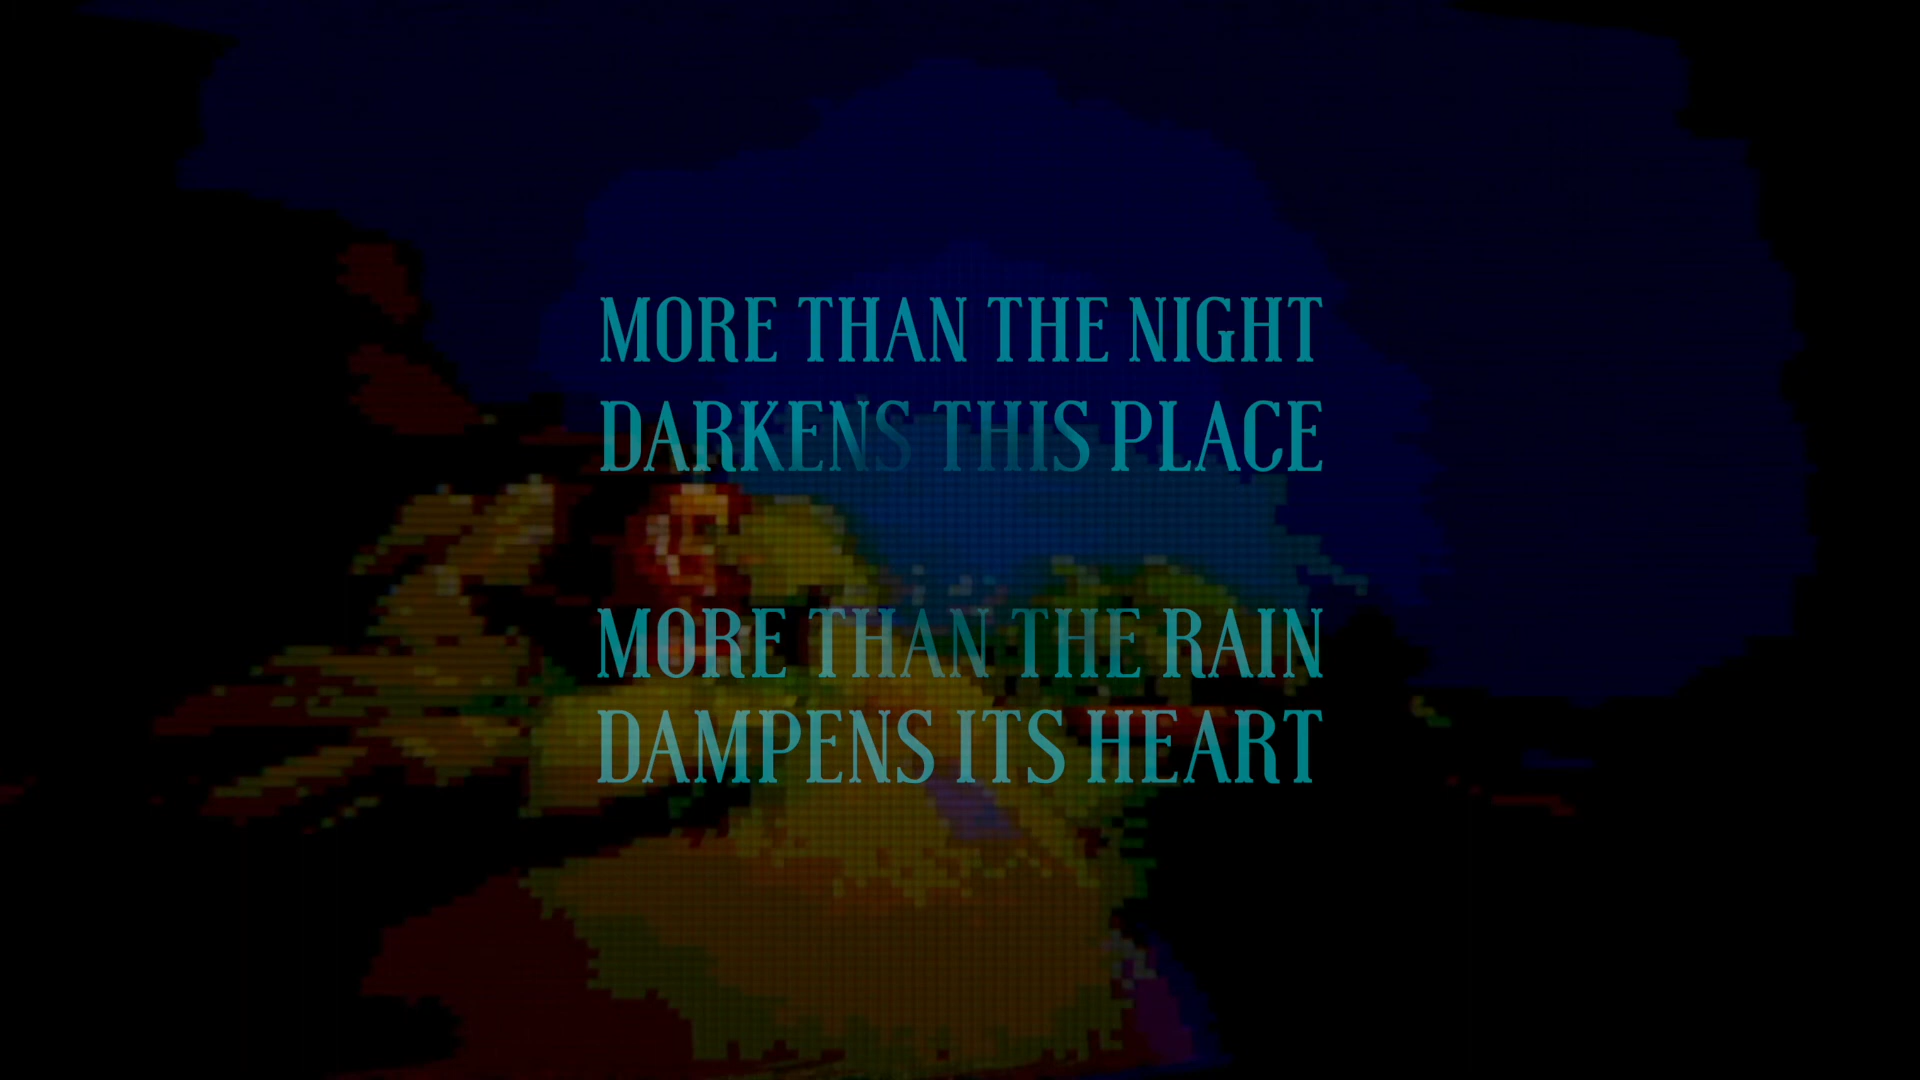 MORE THAN THE NIGHT
DARKENS THIS PLACE
MORE THAN THE RAIN
DAMPENS ITS HEART